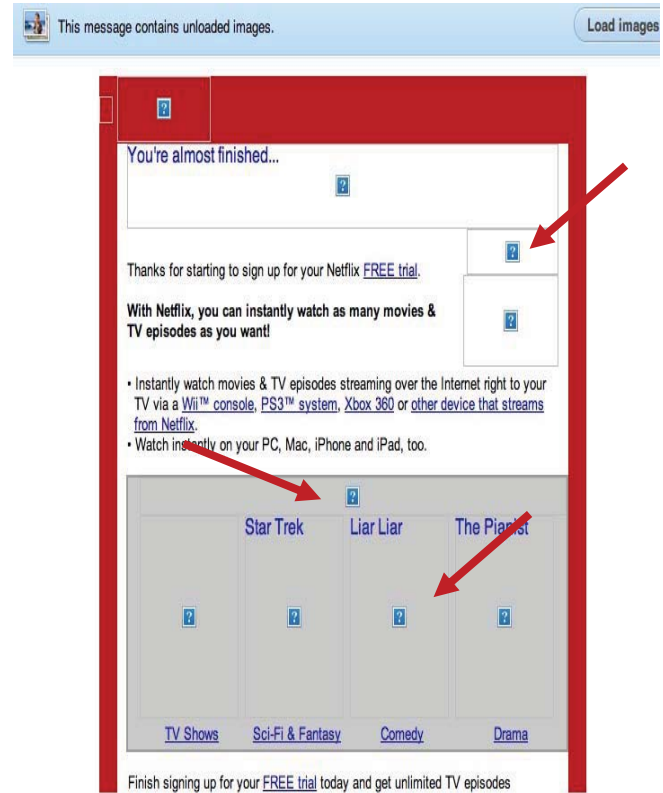 This message contains unloaded images.
Load images
You're almost finished...
Thanks for starting to sign up for your Netflix FREE trial.
With Netflix, you can instantly watch as many movies &
TV episodes as you want!
• Instantly watch movies & TV episodes streaming over the Internet right to your
TV via a Wii™ console, PS3™ system, Xbox 360 or other device that streams
from Netflix.
• Watch instantly on your PC, Mac, iPhone and iPad, too.
Star Trek Liar Liar The Pianist
TV Shows Sci-Fi & Fantasy Comedy Drama
Finish signing up for your FREE trial today and get unlimited TV episodes